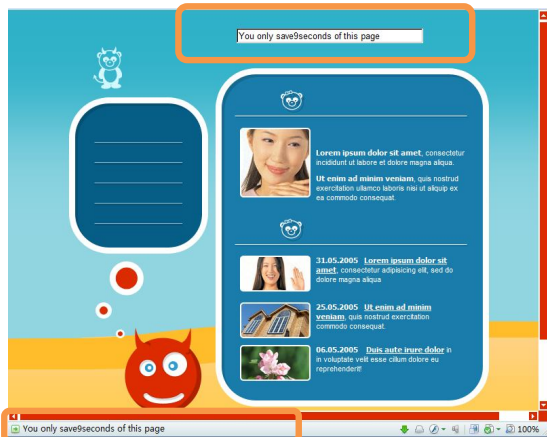 You only save9seconds of this page
Lorem ipsum dolor sit amet, consectetur
incididunt ut labore et dolore magna aliqua.
Ut enim ad minim veniam, quis nostrud
exercitation ullamco laboris nisi ut aliquip ex
ea commodo consequat.
31.05.2005 Lorem ipsum dolor sit
amet, consectetur adipisicing elit, sed do
dolore magna aliqua
25.05.2005 Ut enim ad minim
veniam, quis nostrud exercitation
commodo consequat.
06.05.2005 Duis aute irure dolor in
in voluptate velit esse cillum dolore eu
reprehenderit!
You only save9seconds of this page
100%